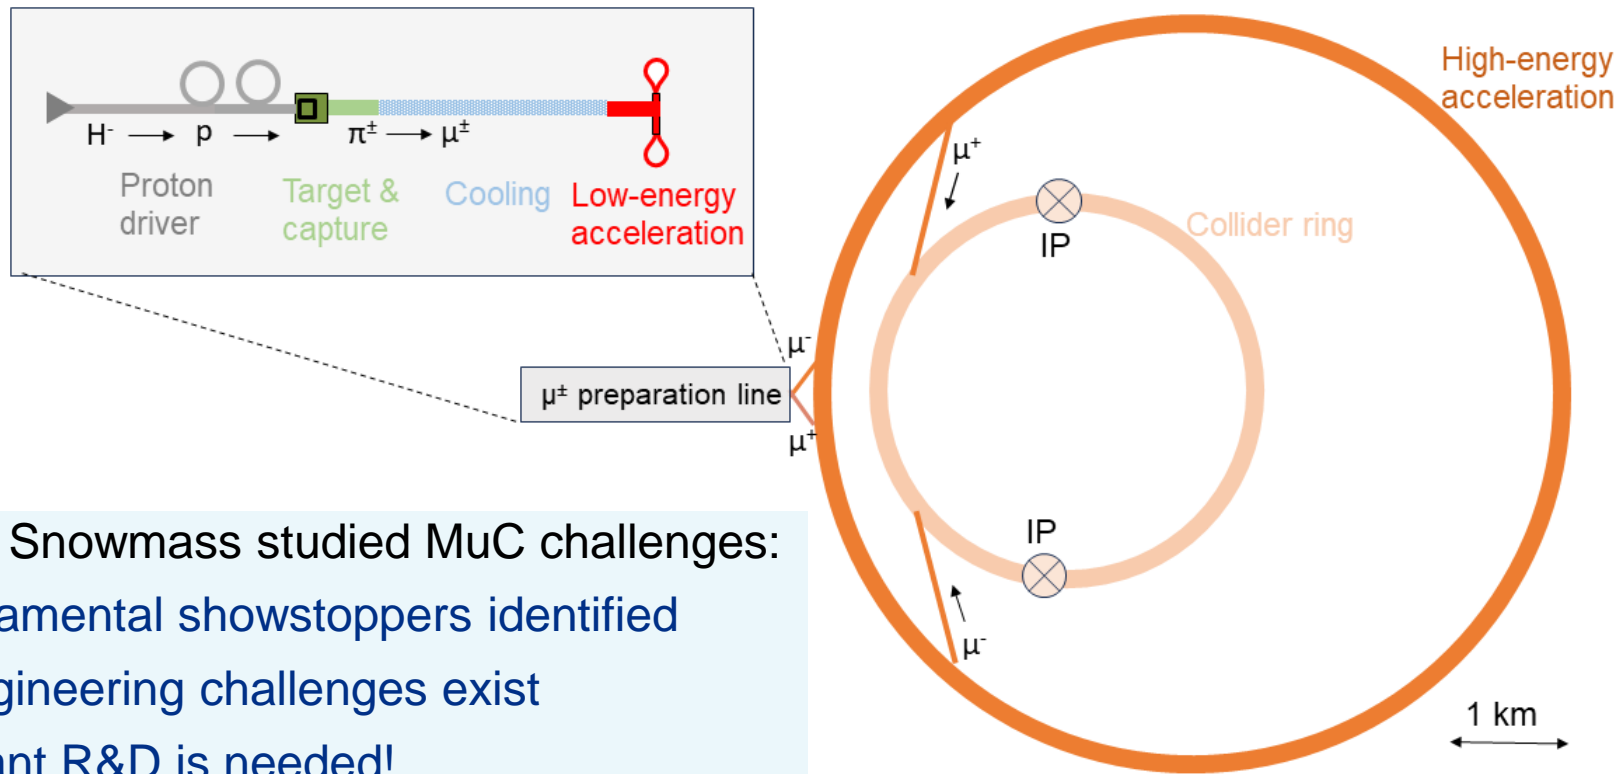 H- → p →
π± → μ±
Proton
driver
Target &
capture
Cooling
Low-energy
acceleration
High-energy
acceleration
μ+
IP
Collider ring
μ-
μ± preparation line
μ+
IP
μ-
1 km
Snowmass studied MuC challenges:
amental showstoppers identified
gineering challenges exist
ant R&D is needed!